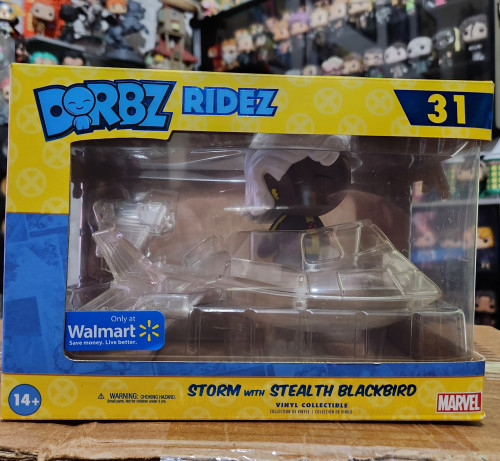 DORBZ RIDEZ
31
Only at
Walmart
Save money. Live better.
14+
WARNING: CHOKING HAZARD.
STORM WITH STEALTH BLACKBIRD
VINYL COLLECTIBLE
MARVEL